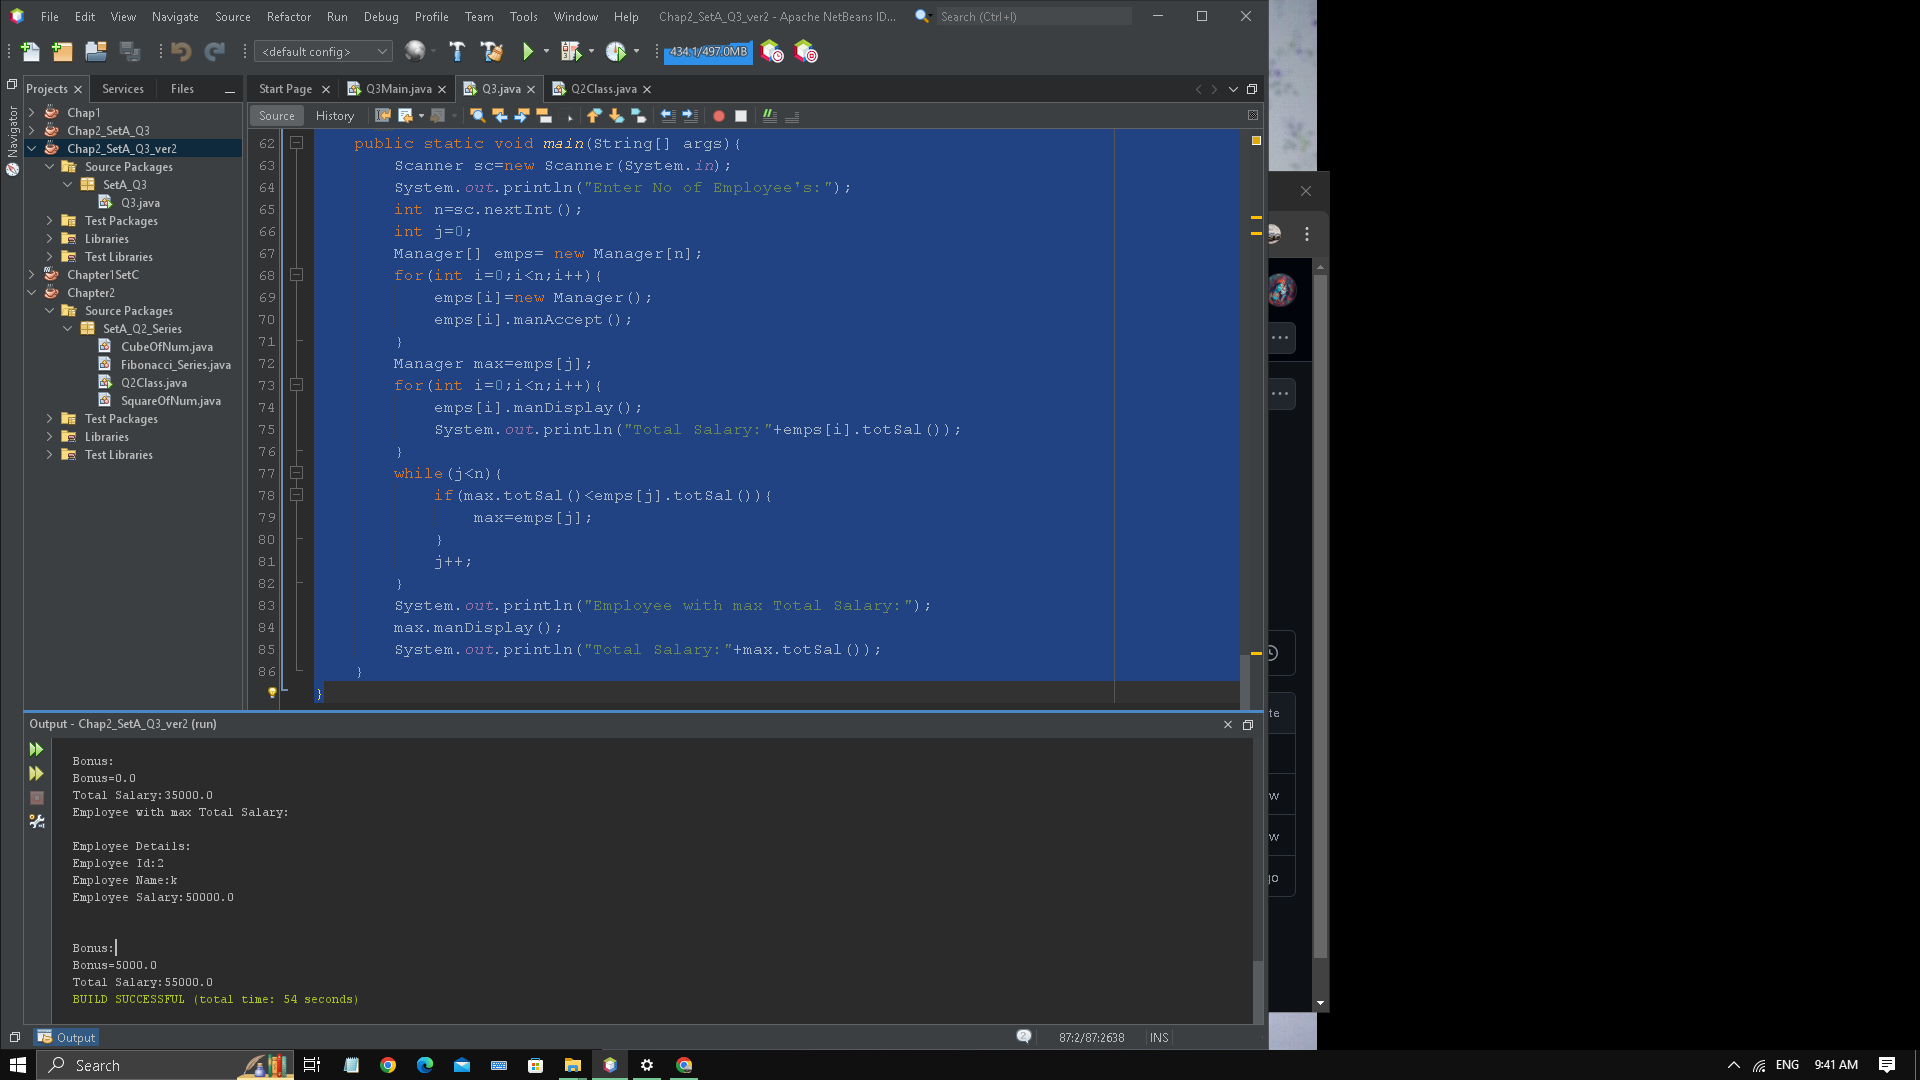 File Edit View Navigate Source Refactor Run Debug Profile Team Tools Window Help Chap2_SetA_Q3_ver2 - Apache NetBeans ID... Search (Ctrl+I)
<default config> 434.1/497.0MB
Projects Services Files Start Page Q3Main.java Q3.java Q2Class.java
Source History
Navigator
Chap1
Chap2_SetA_Q3
Chap2_SetA_Q3_ver2
Source Packages
SetA_Q3
Q3.java
Test Packages
Libraries
Test Libraries
Chapter1SetC
Chapter2
Source Packages
SetA_Q2_Series
CubeOfNum.java
Fibonacci_Series.java
Q2Class.java
SquareOfNum.java
Test Packages
Libraries
Test Libraries
62 public static void main(String[] args){
63 Scanner sc=new Scanner(System.in);
64 System.out.println("Enter No of Employee's:");
65 int n=sc.nextInt();
66 int j=0;
67 Manager[] emps= new Manager[n];
68 for(int i=0;i<n;i++){
69 emps[i]=new Manager();
70 emps[i].manAccept();
71 }
72 Manager max=emps[j];
73 for(int i=0;i<n;i++){
74 emps[i].manDisplay();
75 System.out.println("Total Salary:"+emps[i].totSal());
76 }
77 while(j<n){
78 if(max.totSal()<emps[j].totSal()){
79 max=emps[j];
80 }
81 j++;
82 }
83 System.out.println("Employee with max Total Salary:");
84 max.manDisplay();
85 System.out.println("Total Salary:"+max.totSal());
86 }
}
Output - Chap2_SetA_Q3_ver2 (run)
Bonus:
Bonus=0.0
Total Salary:35000.0
Employee with max Total Salary:
Employee Details:
Employee Id:2
Employee Name:k
Employee Salary:50000.0
Bonus:
Bonus=5000.0
Total Salary:55000.0
BUILD SUCCESSFUL (total time: 54 seconds)
te
w
w
go
Output 87:2/87:2638 INS
Search ENG 9:41 AM